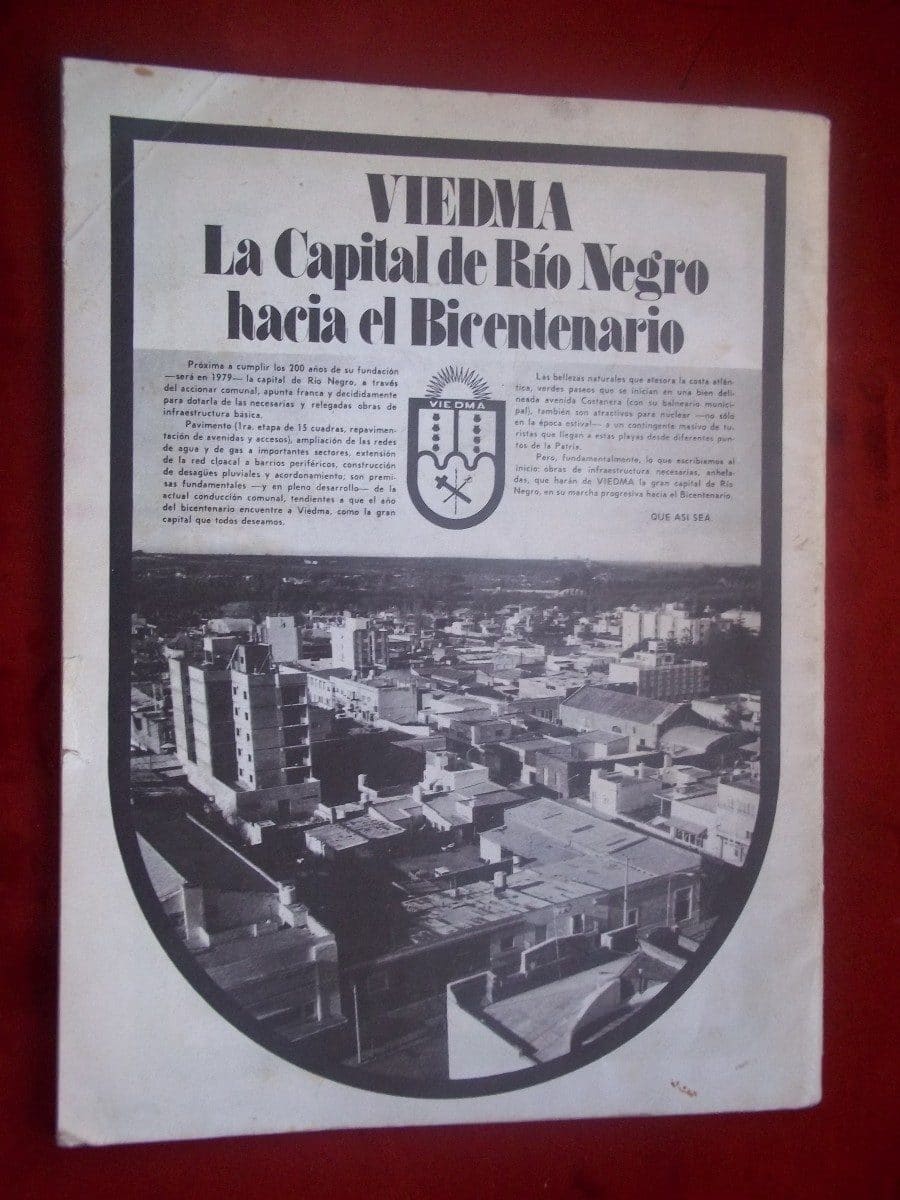 VIEDMA
La Capital de Río Negro
hacia el Bicentenario
Próxima a cumplir los 200 años de su fundación
—será en 1979— la capital de Río Negro, a través
del accionar comunal, apunta franca y decididamente
para dotarla de las necesarias y relegadas obras de
infraestructura básica.
Pavimento (1ra. etapa de 15 cuadras, repavimen-
tación de avenidas y accesos), ampliación de las redes
de agua y de gas a importantes sectores, extensión
de la red cloacal a barrios periféricos, construcción
de desagües pluviales y acordonamiento; son premi-
sas fundamentales —y en pleno desarrollo— de la
actual conducción comunal, tendientes a que el año
del bicentenario encuentre a Viedma, como la gran
capital que todos deseamos.
VIEDMA
Las bellezas naturales que atesora la costa atlán-
tica, verdes paseos que se inician en una bien deli-
neada avenida Costanera (con su balneario munici-
pal), también son atractivos para nuclear —no sólo
en la época estival— a un contingente masivo de tu-
ristas que llegan a estas playas desde diferentes pun-
tos de la Patria.
Pero, fundamentalmente, lo que escribiamos al
inicio: obras de infraestructura necesarias, anhela-
das, que harán de VIEDMA la gran capital de Río
Negro, en su marcha progresiva hacia el Bicentenario.
QUE ASI SEA.